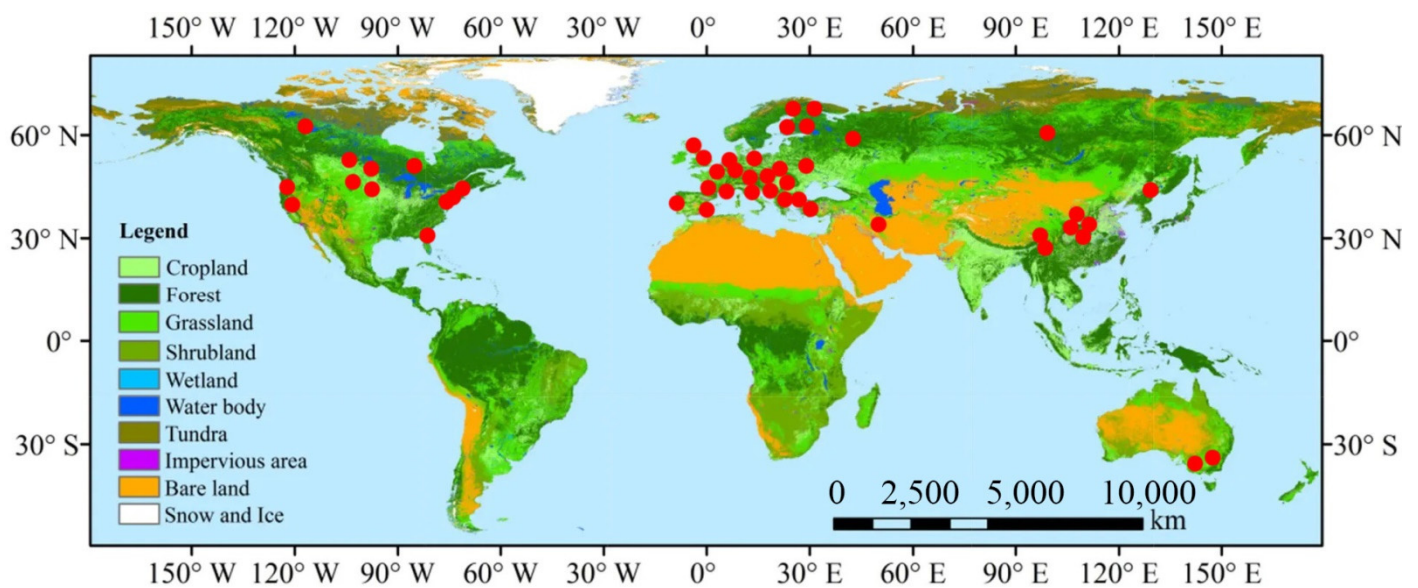 150° W 120° W 90° W 60° W 30° W 0° 30° E 60° E 90° E 120° E 150° E
60° N 60° N
30° N 30° N
Legend
Cropland
Forest
Grassland
0° 0°
Shrubland
Wetland
Water body
Tundra
30° S 30° S
Impervious area
Bare land
0 2,500 5,000 10,000
Snow and Ice
km
150° W 120° W 90° W 60° W 30° W 0° 30° E 60° E 90° E 120° E 150° E